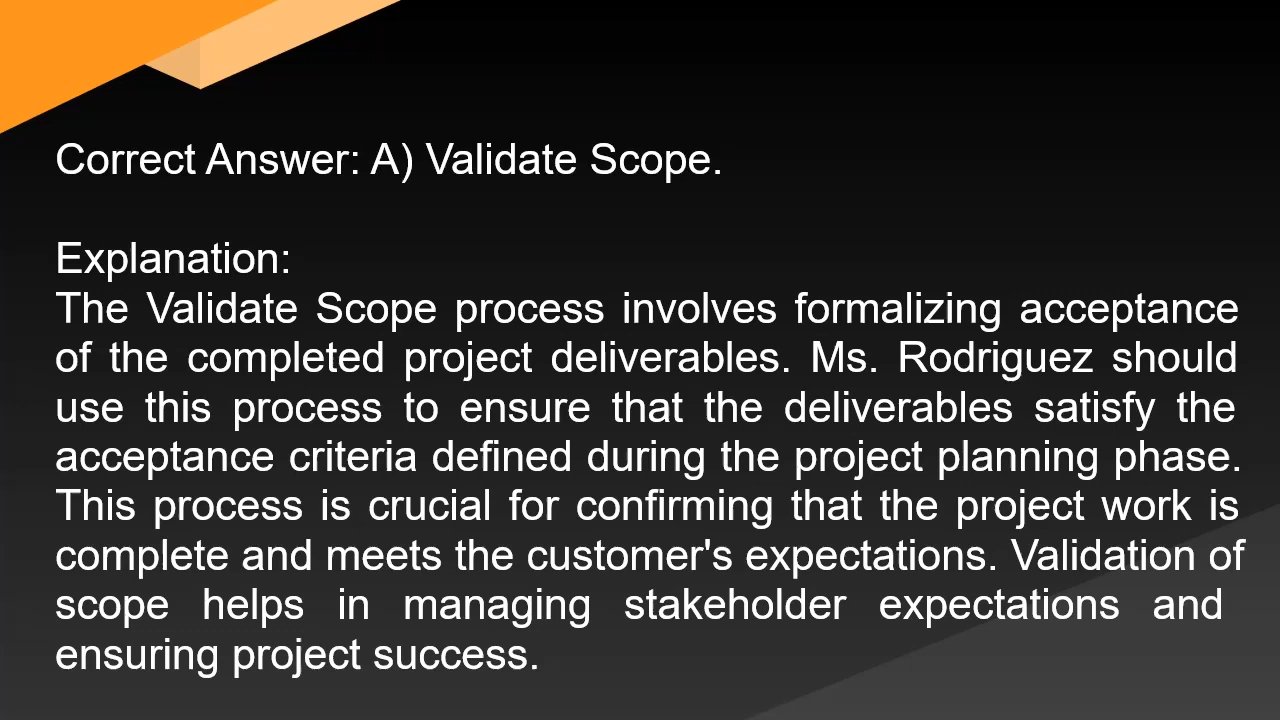 Correct Answer: A) Validate Scope.
Explanation:
The Validate Scope process involves formalizing acceptance
of the completed project deliverables. Ms. Rodriguez should
use this process to ensure that the deliverables satisfy the
acceptance criteria defined during the project planning phase.
This process is crucial for confirming that the project work is
complete and meets the customer's expectations. Validation of
scope helps in managing stakeholder expectations and
ensuring project success.